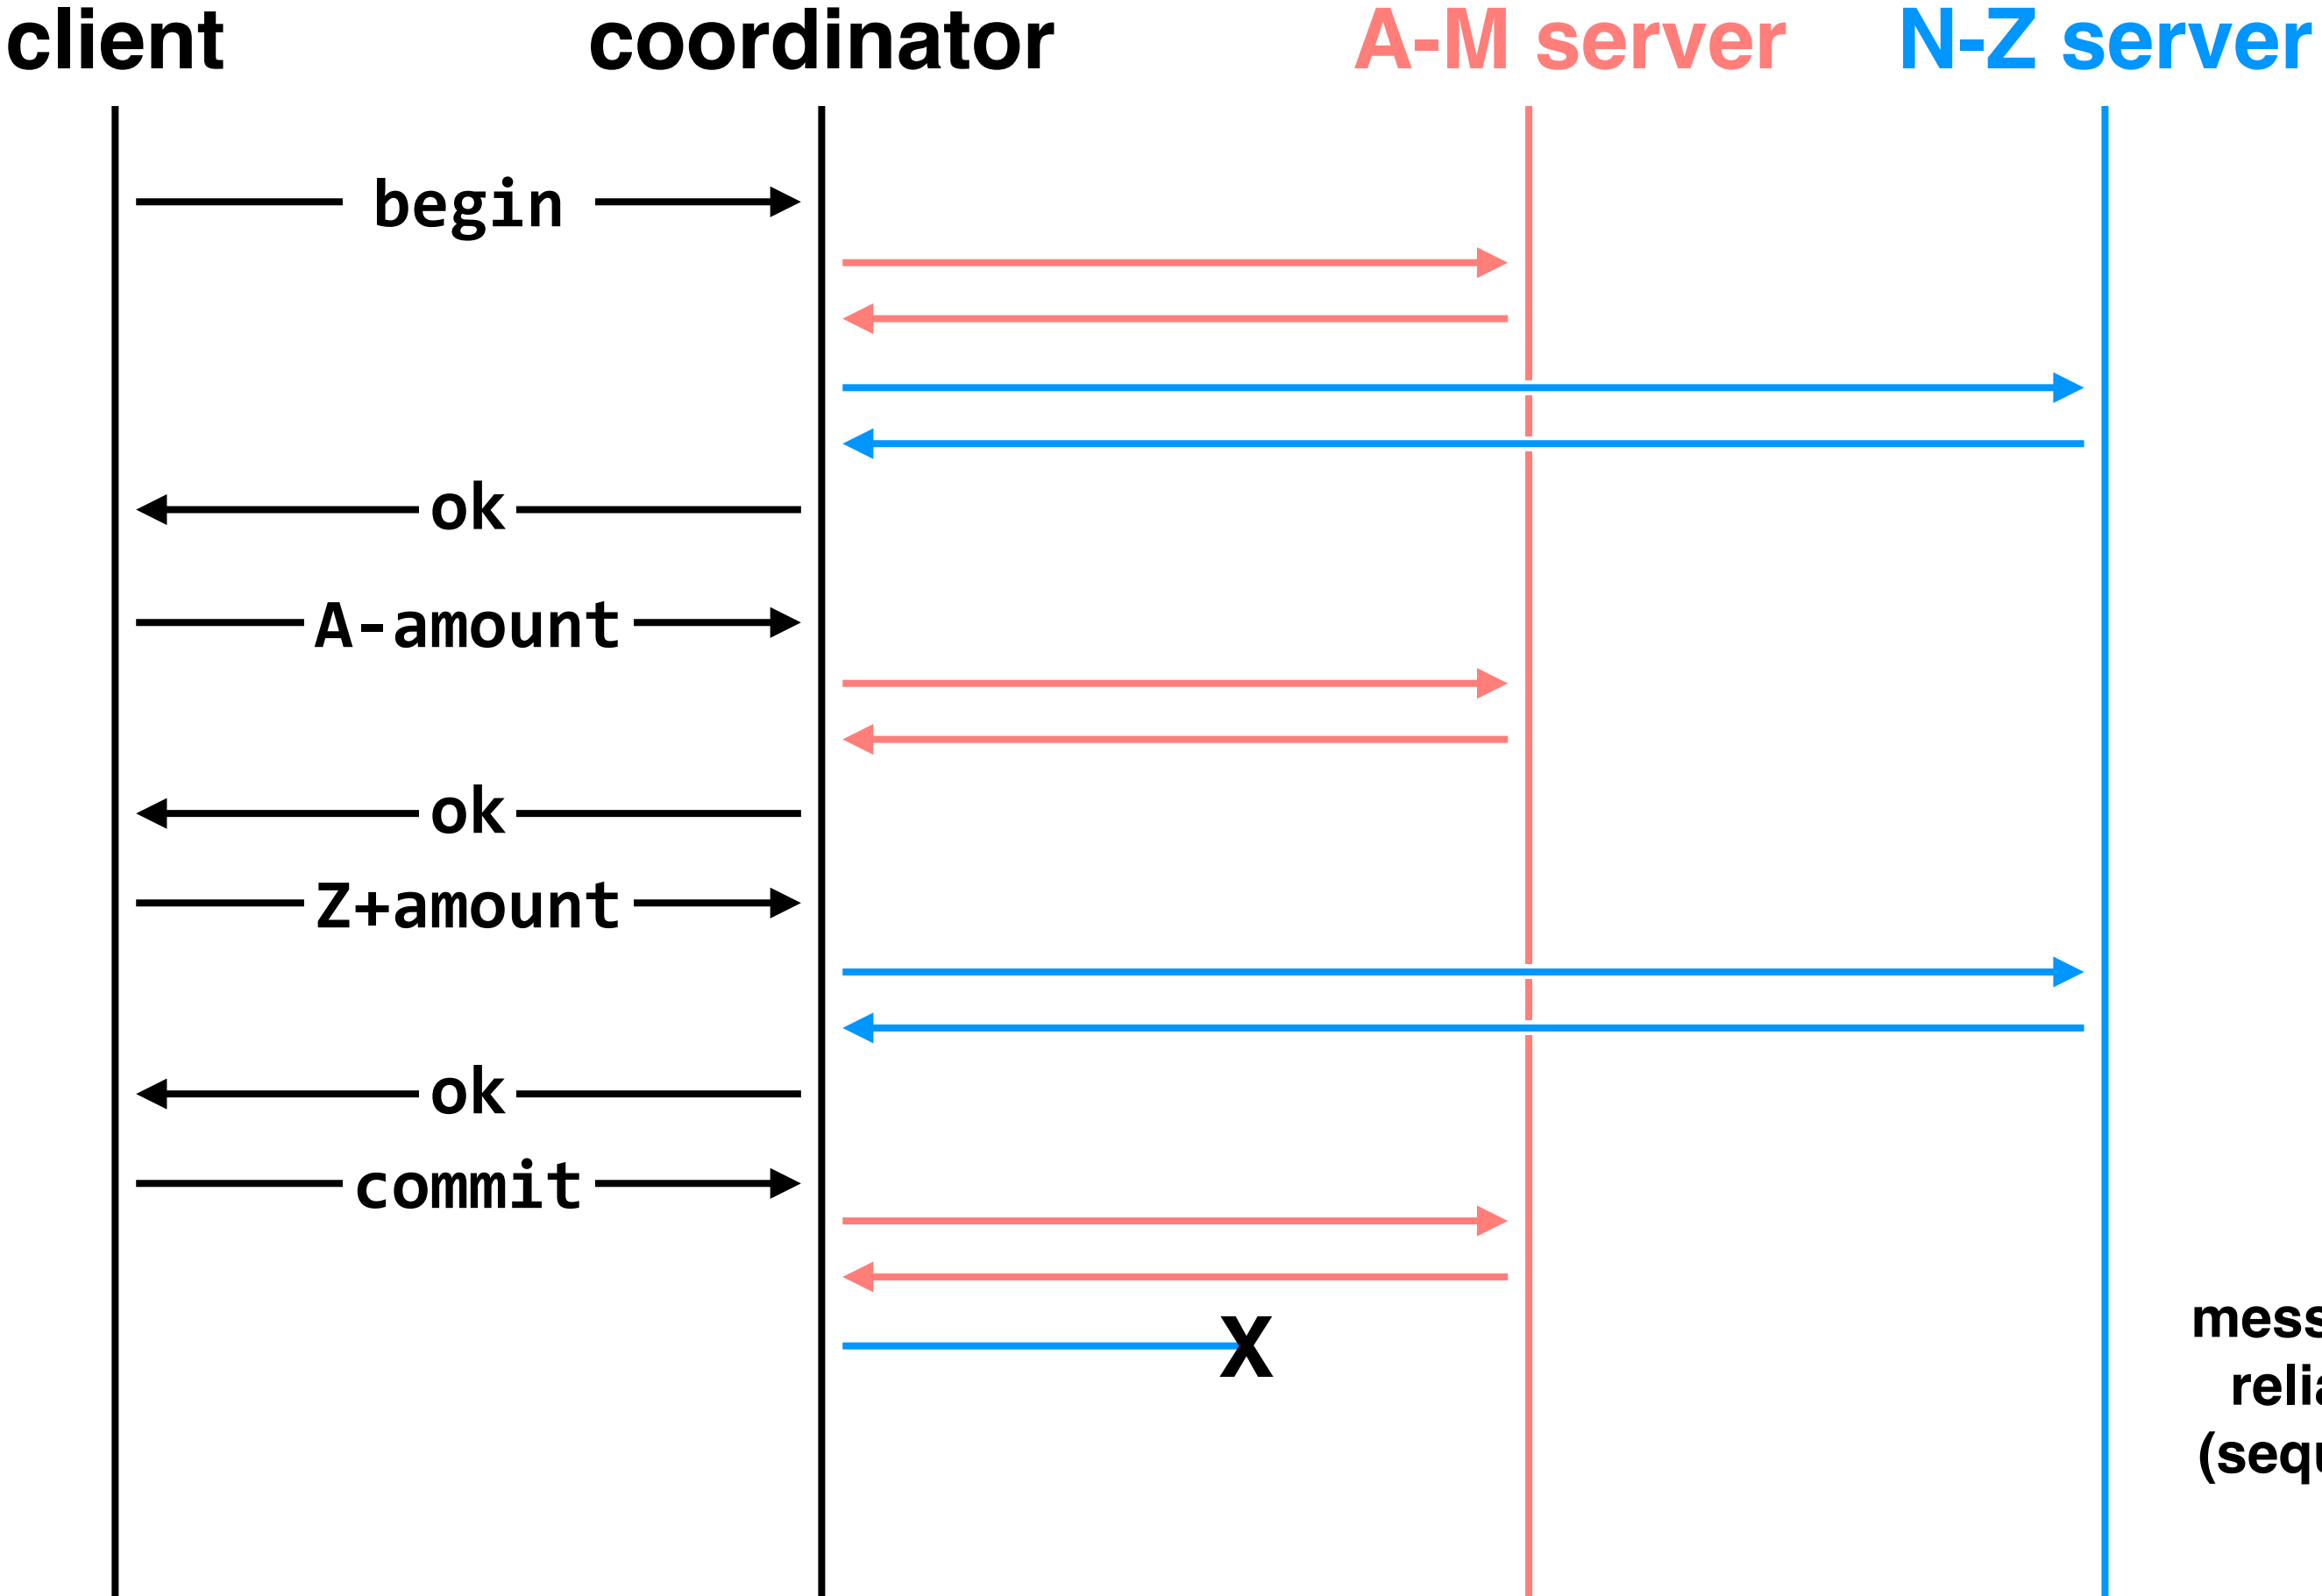 client coordinator A-M server N-Z server
begin
ok
A-amount
ok
Z+amount
ok
commit
X